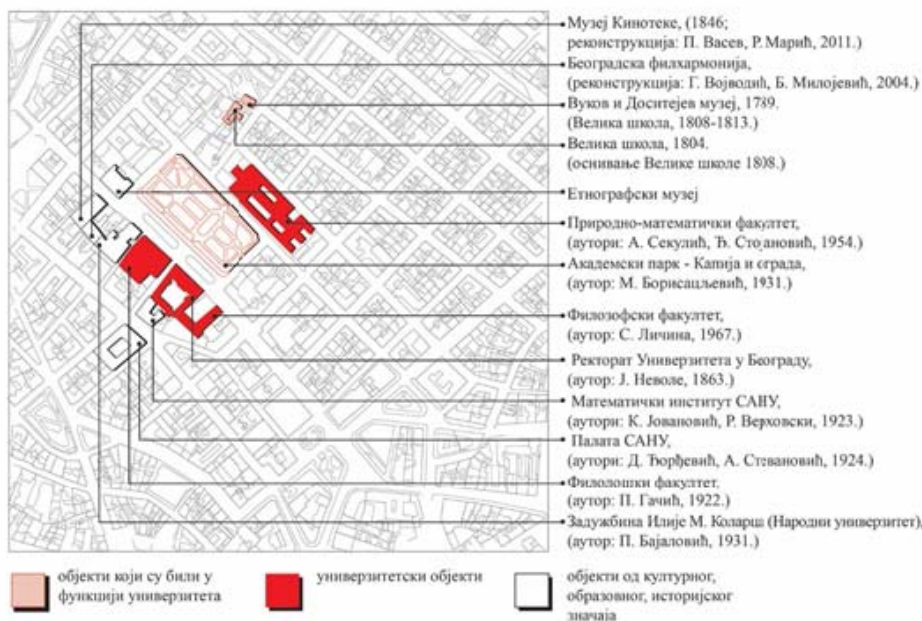 Музеј Кинотеке, (1846;
реконструкција: П. Васев, Р. Марић, 2011.)
Београдска филхармонија,
(реконструкција: Г. Војводић, Б. Милојевић, 2004.)
Вуков и Доситејев музеј, 1789.
(Велика школа, 1808-1813.)
Велика школа, 1804.
(оснивање Велике школе 1808.)
Етнографски музеј
Природно-математички факултет,
(аутори: А. Секулић, Ђ. Стојановић, 1954.)
Академски парк - Капија и ограда,
(аутор: М. Борисацљевић, 1931.)
Филозофски факултет,
(аутор: С. Личина, 1967.)
Ректорат Универзитета у Београду,
(аутор: Ј. Неволе, 1863.)
Математички институт САНУ,
(аутори: К. Јовановић, Р. Верховски, 1923.)
Палата САНУ,
(аутори: Д. Ђорђевић, А. Стевановић, 1924.)
Филолошки факултет,
(аутор: П. Гачић, 1922.)
Задужбина Илије М. Коларца (Народни универзитет),
(аутор: П. Бајаловић, 1931.)
објекти који су били у
функцији универзитета
универзитетски објекти
објекти од културног,
образовног, историјског
значаја